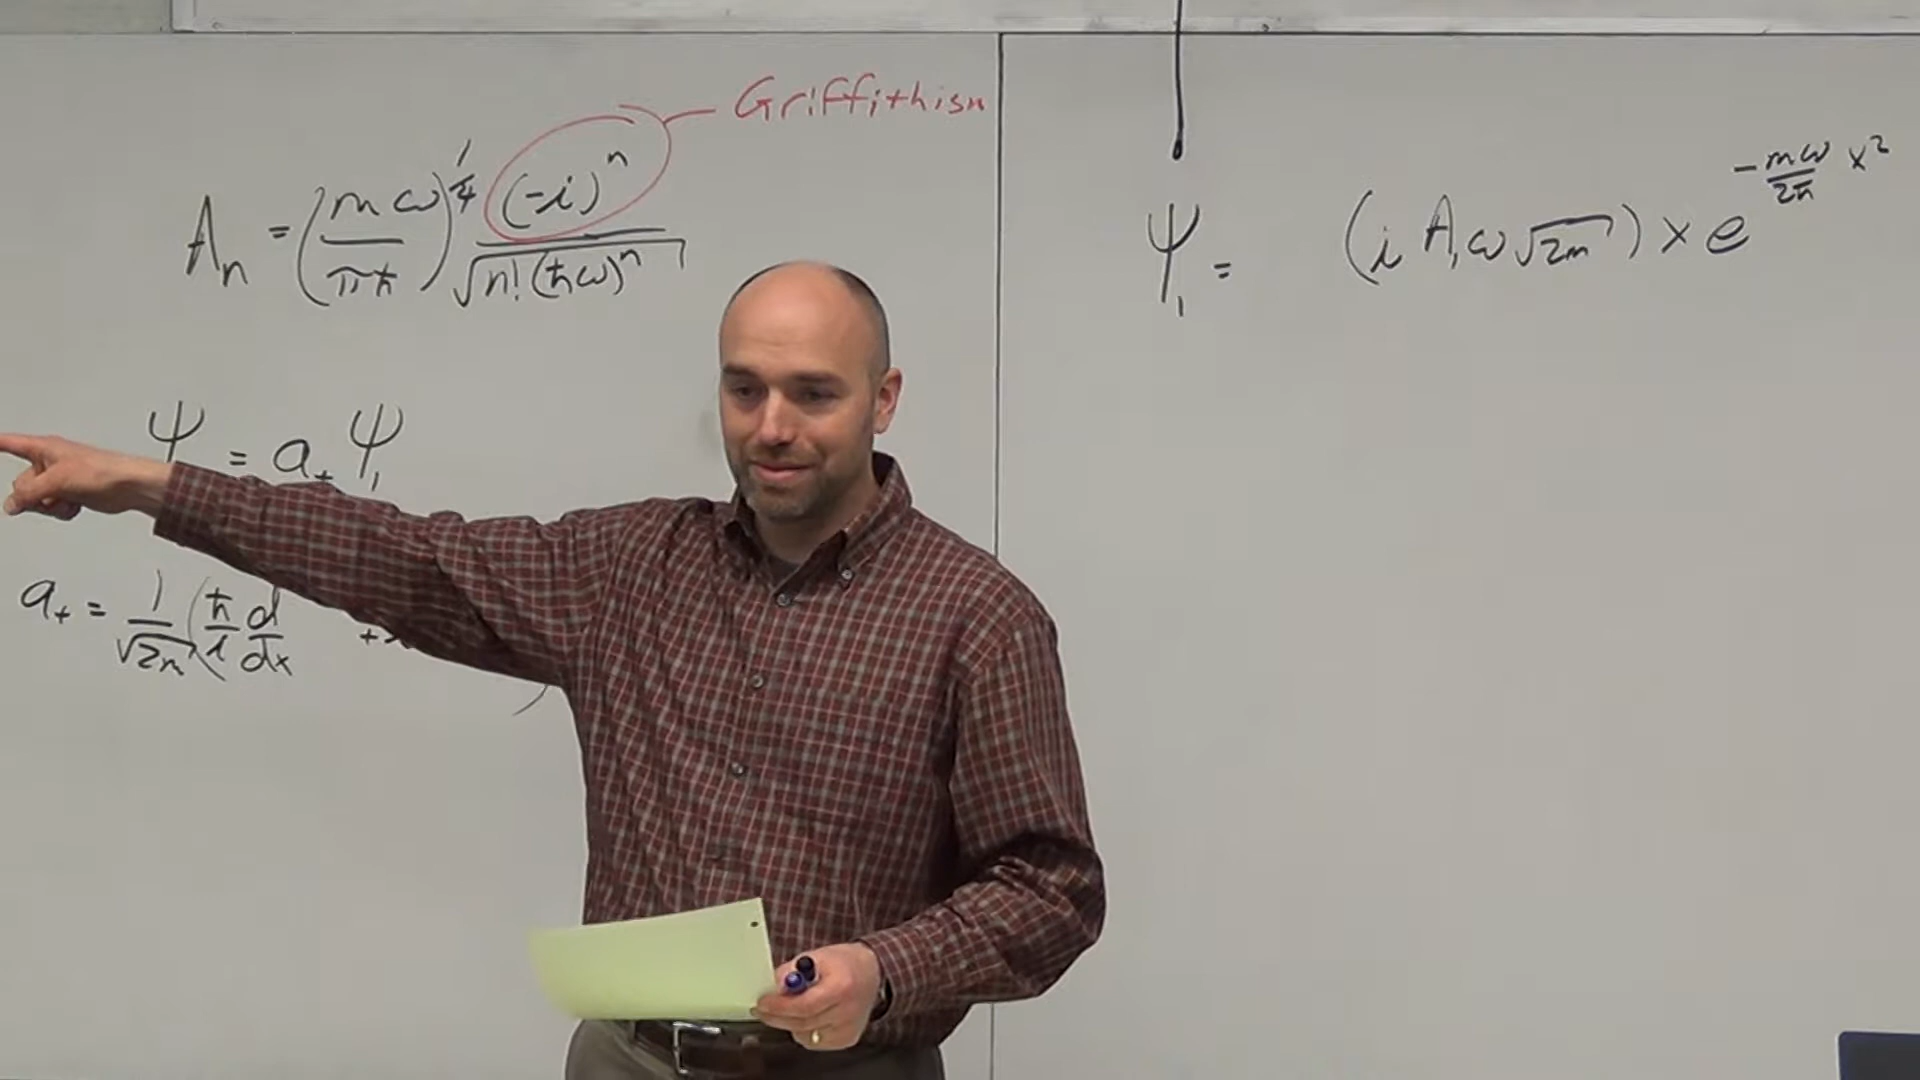 Griffithism
A_n = (mω/πħ)^1/4 (-i)^n/√n!(ħω)^n
ψ = a_+ ψ_1
a_+ = 1/√2m (ħ/i d/dx +
ψ_1 = (i A_1 ω √2m) x e^-mω/2ħ x^2